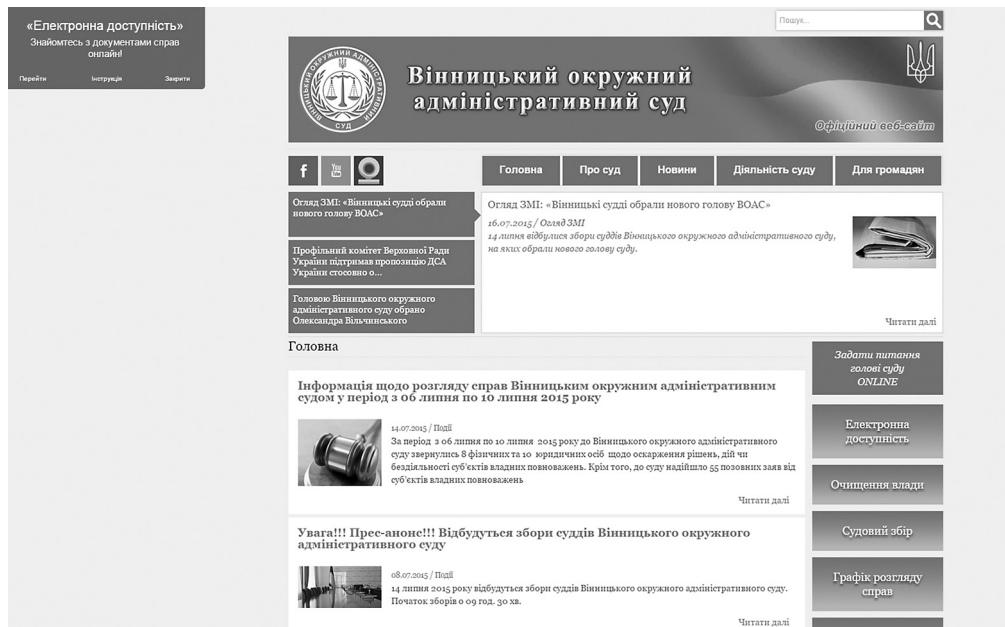 «Електронна доступність»
Знайомтесь з документами справ
онлайн!
Перейти
Інструкція
Закрити
Пошук...
ВІННИЦЬКИЙ ОКРУЖНИЙ АДМІНІСТРАТИВНИЙ
СУД
Вінницький окружний
адміністративний суд
Офіційний веб-сайт
f
You
Tube
Головна
Про суд
Новини
Діяльність суду
Для громадян
Огляд ЗМІ: «Вінницькі судді обрали
нового голову ВОАС»
Профільний комітет Верховної Ради
України підтримав пропозицію ДСА
України стосовно о...
Головою Вінницького окружного
адміністративного суду обрано
Олександра Вільчинського
Огляд ЗМІ: «Вінницькі судді обрали нового голову ВОАС»
16.07.2015 / Огляд ЗМІ
14 липня відбулися збори суддів Вінницького окружного адміністративного суду,
на яких обрали нового голову суду.
Читати далі
Головна
Інформація щодо розгляду справ Вінницьким окружним адміністративним
судом у період з 06 липня по 10 липня 2015 року
14.07.2015 / Події
За період з 06 липня по 10 липня 2015 року до Вінницького окружного адміністративного
суду звернулись 8 фізичних та 10 юридичних осіб щодо оскарження рішень, дій чи
бездіяльності суб'єктів владних повноважень. Крім того, до суду надійшло 55 позовних заяв від
суб'єктів владних повноважень
Читати далі
Увага!!! Прес-анонс!!! Відбудуться збори суддів Вінницького окружного
адміністративного суду
08.07.2015 / Події
14 липня 2015 року відбудуться збори суддів Вінницького окружного адміністративного суду.
Початок зборів о 09 год. 30 хв.
Читати далі
Задати питання
голові суду
ONLINE
Електронна
доступність
Очищення влади
Судовий збір
Графік розгляду
справ